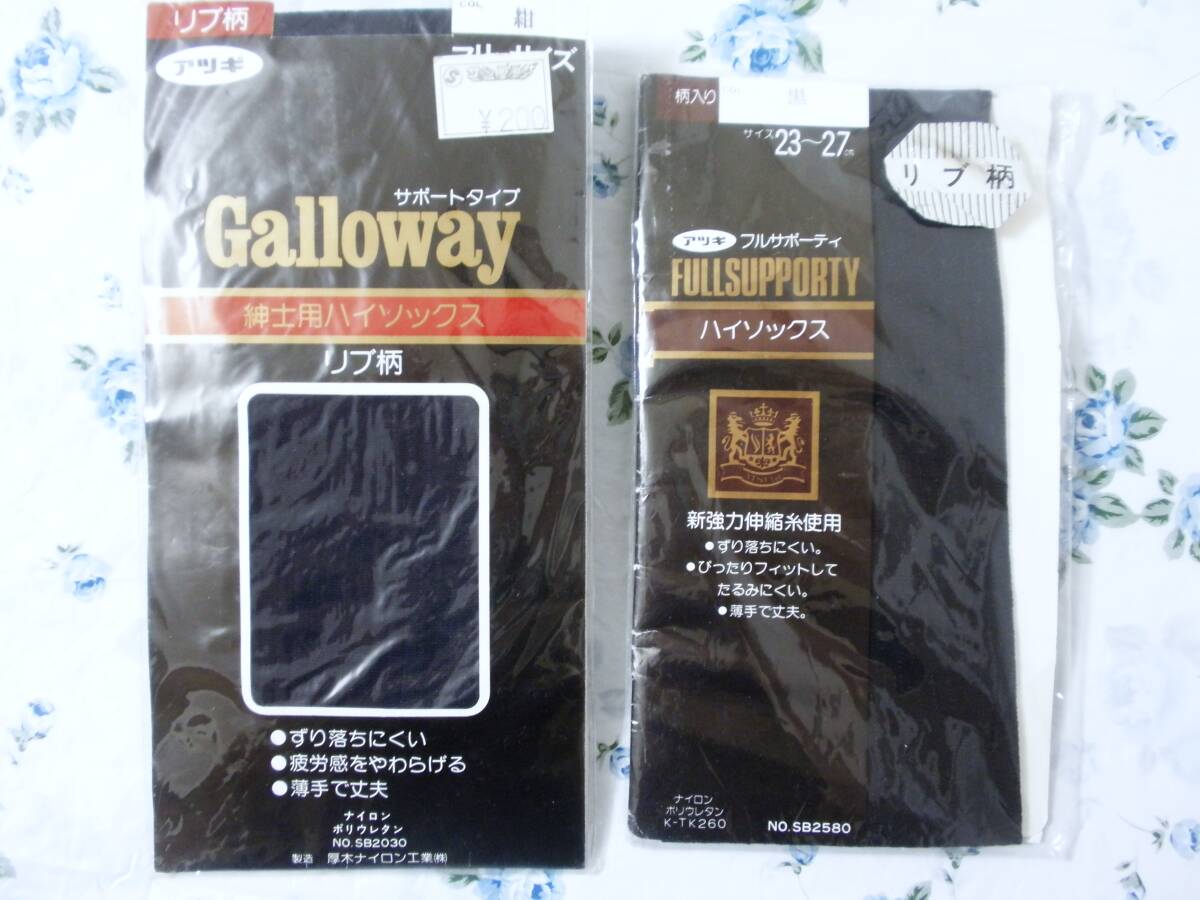 リブ柄
COL.
紺
フリーサイズ
アツギ
¥200
サポートタイプ
Galloway
紳士用ハイソックス
リブ柄
●ずり落ちにくい
●疲労感をやわらげる
●薄手で丈夫
ナイロン
ポリウレタン
NO.SB2030
製造 厚木ナイロン工業(株)
柄入り
黒
サイズ23〜27cm
リブ柄
アツギ フルサポーティ
FULLSUPPORTY
ハイソックス
新強力伸縮糸使用
●ずり落ちにくい。
●ぴったりフィットして
たるみにくい。
●薄手で丈夫。
ナイロン
ポリウレタン
K-TK260
NO.SB2580